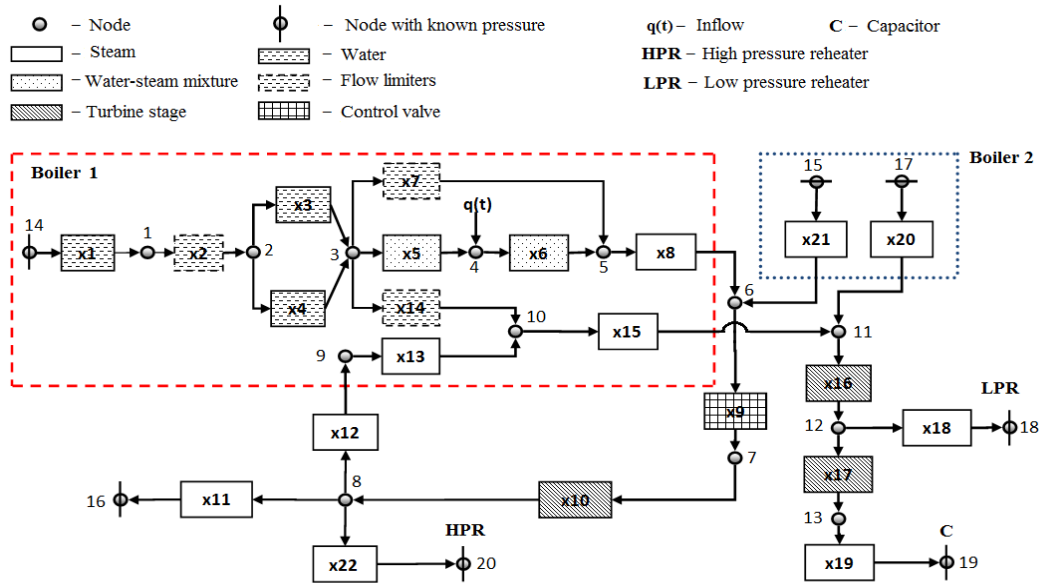 – Node
– Node with known pressure
q(t) – Inflow
C – Capacitor
– Steam
– Water
HPR – High pressure reheater
– Water-steam mixture
– Flow limiters
LPR – Low pressure reheater
– Turbine stage
– Control valve
Boiler 1
Boiler 2
x7
15
17
x3
q(t)
14
1
x1
x2
2
3
x5
4
x6
5
x8
x21
x20
x4
x14
10
6
9
x13
x15
11
x16
x9
LPR
x12
12
x18
18
7
8
x17
16
x11
x10
13
HPR
C
x22
20
x19
19